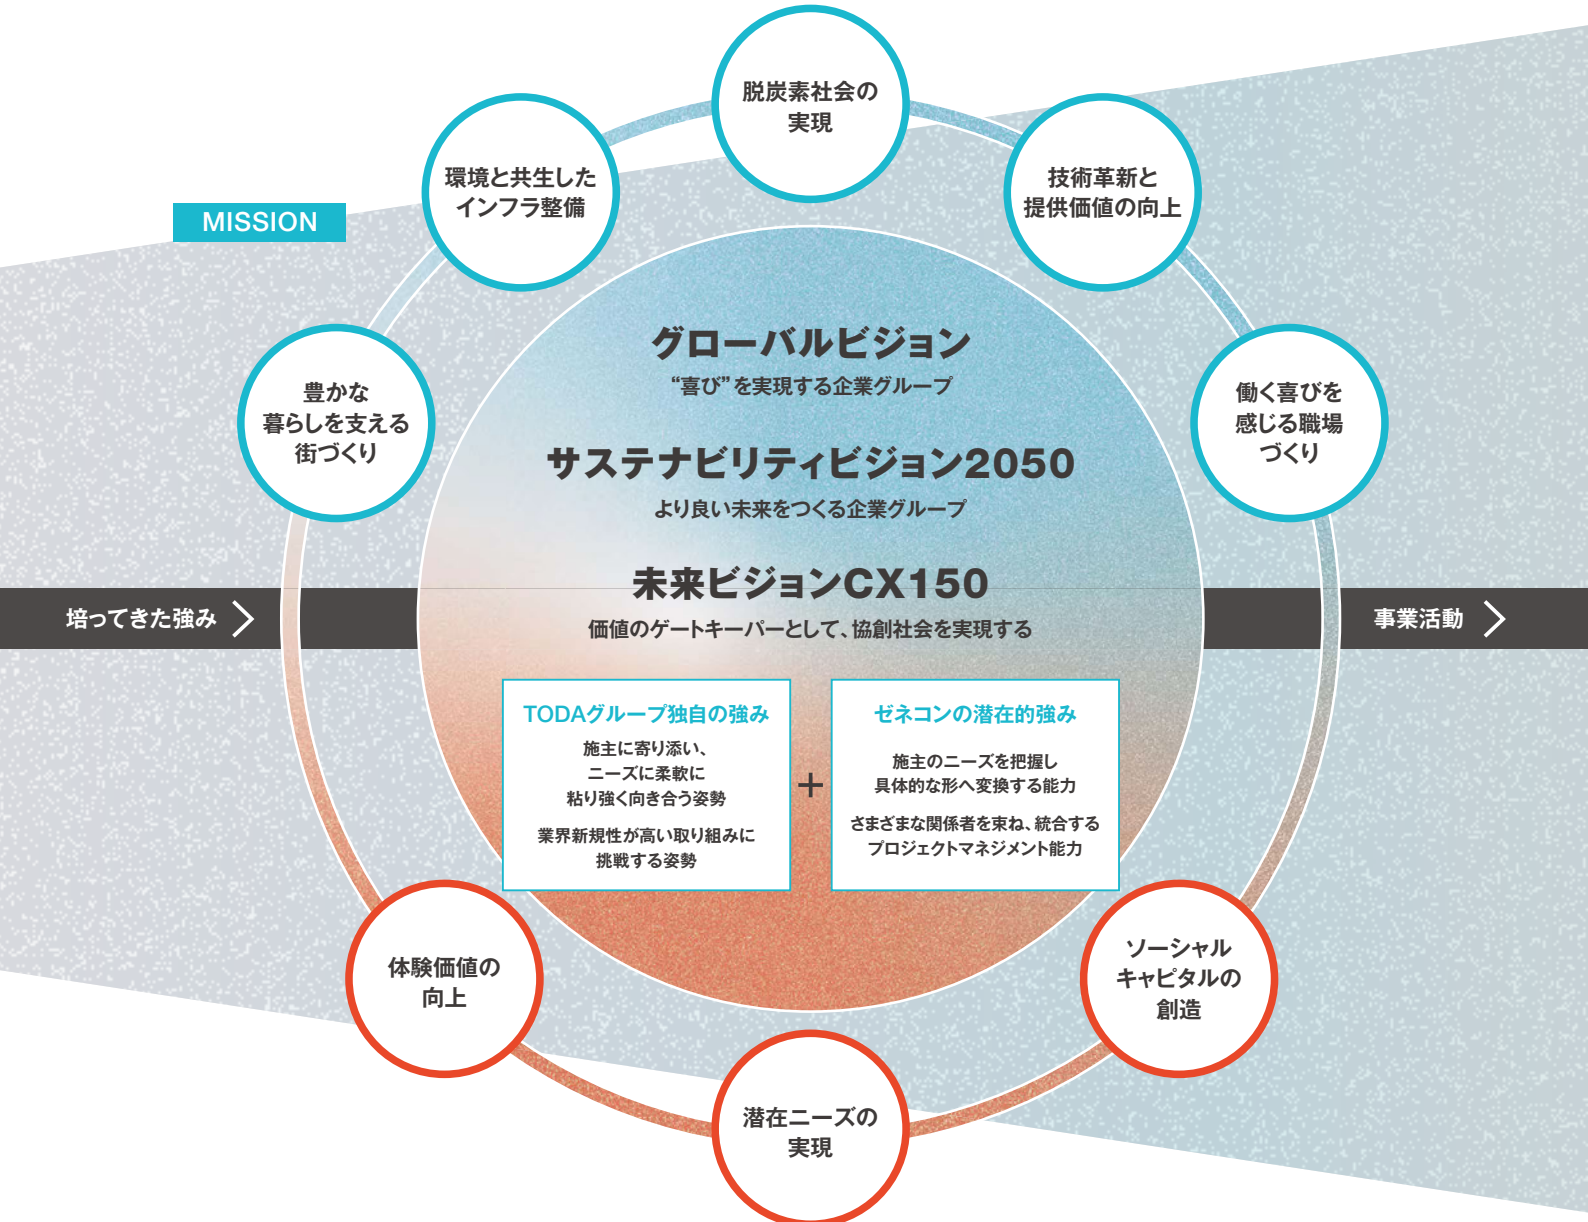 脱炭素社会の
実現
環境と共生した
インフラ整備
技術革新と
提供価値の向上
MISSION
豊かな
暮らしを支える
街づくり
働く喜びを
感じる職場
づくり
グローバルビジョン
“喜び”を実現する企業グループ
サステナビリティビジョン2050
より良い未来をつくる企業グループ
未来ビジョンCX150
価値のゲートキーパーとして、協創社会を実現する
培ってきた強み
事業活動
TODAグループ独自の強み
施主に寄り添い、
ニーズに柔軟に
粘り強く向き合う姿勢
業界新規性が高い取り組みに
挑戦する姿勢
+
ゼネコンの潜在的強み
施主のニーズを把握し
具体的な形へ変換する能力
さまざまな関係者を束ね、統合する
プロジェクトマネジメント能力
体験価値の
向上
ソーシャル
キャピタルの
創造
潜在ニーズの
実現